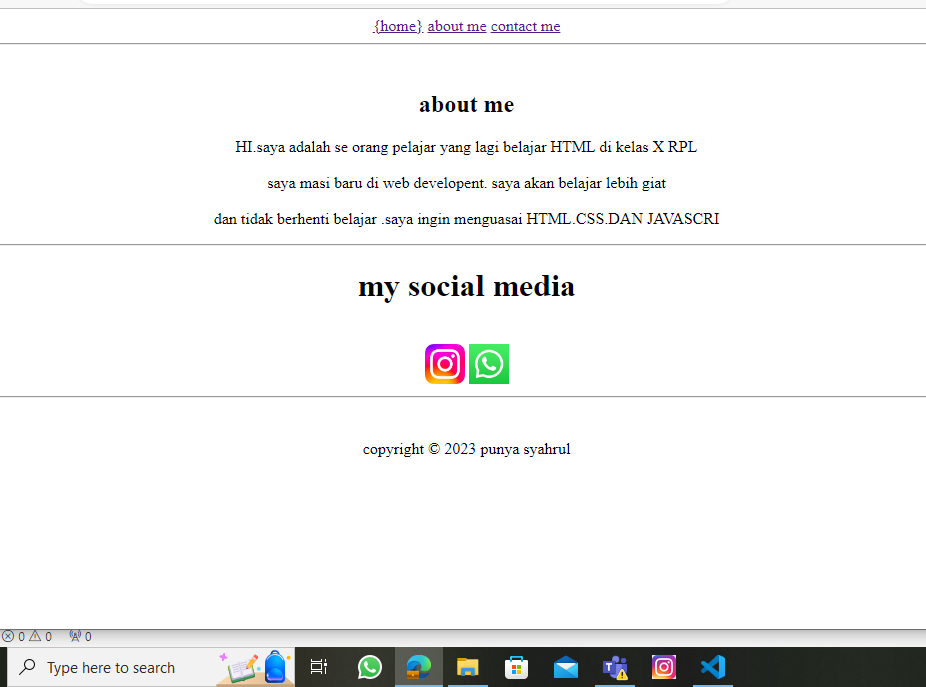 {home} about me contact me
about me
HI.saya adalah se orang pelajar yang lagi belajar HTML di kelas X RPL
saya masi baru di web developent. saya akan belajar lebih giat
dan tidak berhenti belajar .saya ingin menguasai HTML.CSS.DAN JAVASCRI
my social media
copyright © 2023 punya syahrul
0 0 0
Type here to search